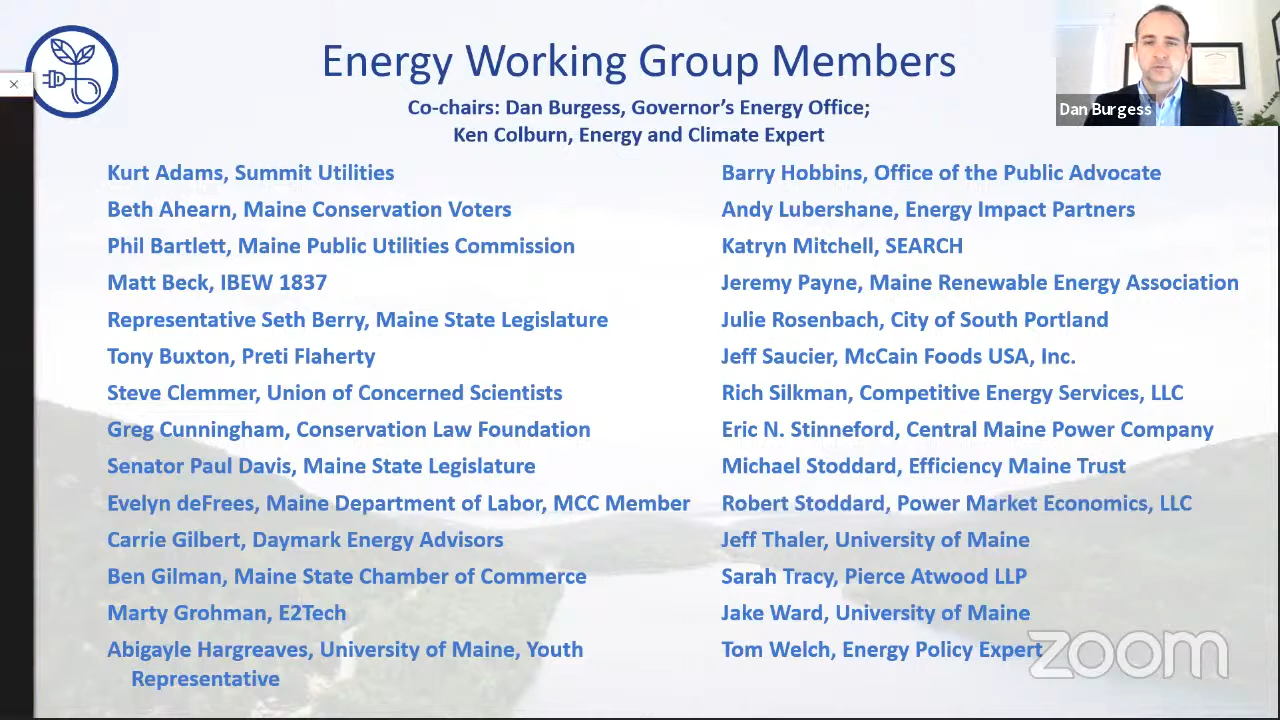 Energy Working Group Members
Co-chairs: Dan Burgess, Governor's Energy Office;
Ken Colburn, Energy and Climate Expert
Dan Burgess
Kurt Adams, Summit Utilities
Beth Ahearn, Maine Conservation Voters
Phil Bartlett, Maine Public Utilities Commission
Matt Beck, IBEW 1837
Representative Seth Berry, Maine State Legislature
Tony Buxton, Preti Flaherty
Steve Clemmer, Union of Concerned Scientists
Greg Cunningham, Conservation Law Foundation
Senator Paul Davis, Maine State Legislature
Evelyn deFrees, Maine Department of Labor, MCC Member
Carrie Gilbert, Daymark Energy Advisors
Ben Gilman, Maine State Chamber of Commerce
Marty Grohman, E2Tech
Abigayle Hargreaves, University of Maine, Youth
Representative
Barry Hobbins, Office of the Public Advocate
Andy Lubershane, Energy Impact Partners
Katryn Mitchell, SEARCH
Jeremy Payne, Maine Renewable Energy Association
Julie Rosenbach, City of South Portland
Jeff Saucier, McCain Foods USA, Inc.
Rich Silkman, Competitive Energy Services, LLC
Eric N. Stinneford, Central Maine Power Company
Michael Stoddard, Efficiency Maine Trust
Robert Stoddard, Power Market Economics, LLC
Jeff Thaler, University of Maine
Sarah Tracy, Pierce Atwood LLP
Jake Ward, University of Maine
Tom Welch, Energy Policy Expert
zoom